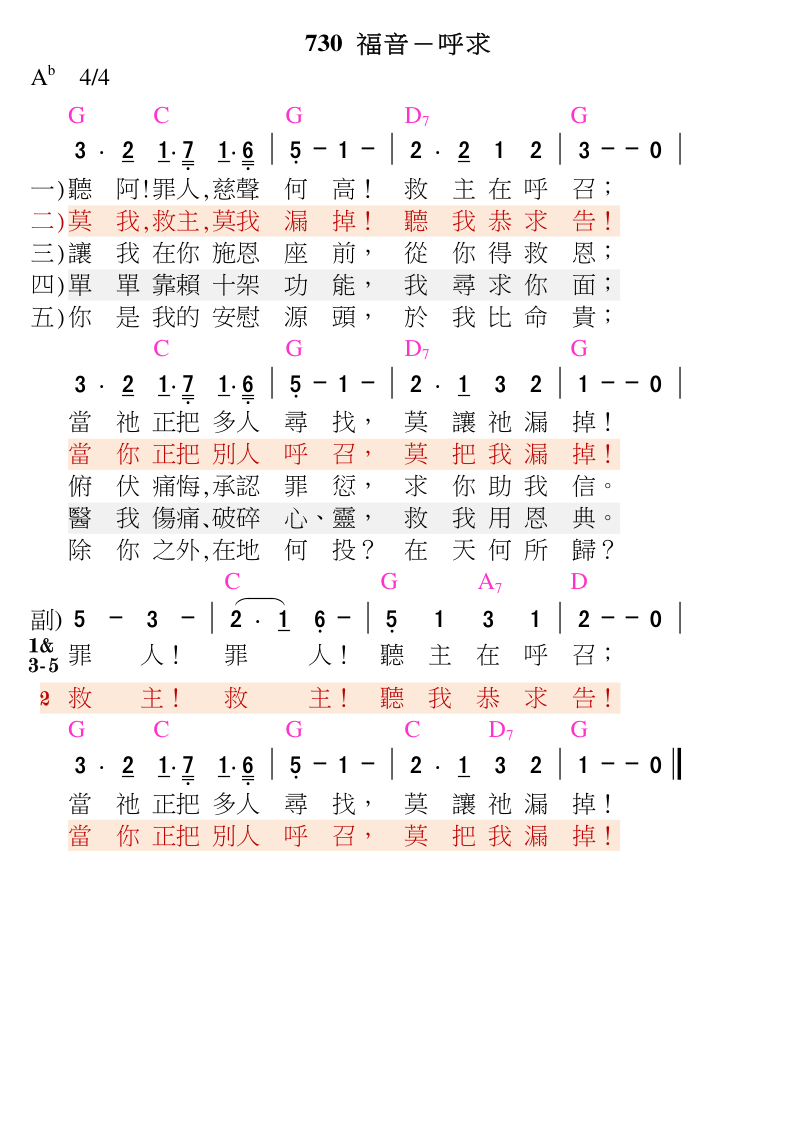 730 福音－呼求
A♭ 4/4
G C G D7 G
3 · 2 1·7 1·6 | 5 – 1 – | 2 · 2 1 2 | 3 – – 0 |
一)聽 阿!罪人,慈聲 何 高！ 救 主 在 呼 召；
二)莫 我,救主,莫我 漏 掉！ 聽 我 恭 求 告！
三)讓 我 在你 施恩 座 前， 從 你 得 救 恩；
四)單 單 靠賴 十架 功 能， 我 尋 求 你 面；
五)你 是 我的 安慰 源 頭， 於 我 比 命 貴；
C G D7 G
3 · 2 1·7 1·6 | 5 – 1 – | 2 · 1 3 2 | 1 – – 0 |
當 祂 正把 多人 尋 找， 莫 讓 祂 漏 掉！
當 你 正把 別人 呼 召， 莫 把 我 漏 掉！
俯 伏 痛悔,承認 罪 愆， 求 你 助 我 信。
醫 我 傷痛、破碎 心、靈， 救 我 用 恩 典。
除 你 之外,在地 何 投？ 在 天 何 所 歸？
C G A7 D
副) 5 – 3 – | 2 · 1 6 – | 5 1 3 1 | 2 – – 0 |
1&3-5 罪 人！ 罪 人！ 聽 主 在 呼 召；
2 救 主！ 救 主！ 聽 我 恭 求 告！
G C G C D7 G
3 · 2 1·7 1·6 | 5 – 1 – | 2 · 1 3 2 | 1 – – 0 ‖
當 祂 正把 多人 尋 找， 莫 讓 祂 漏 掉！
當 你 正把 別人 呼 召， 莫 把 我 漏 掉！